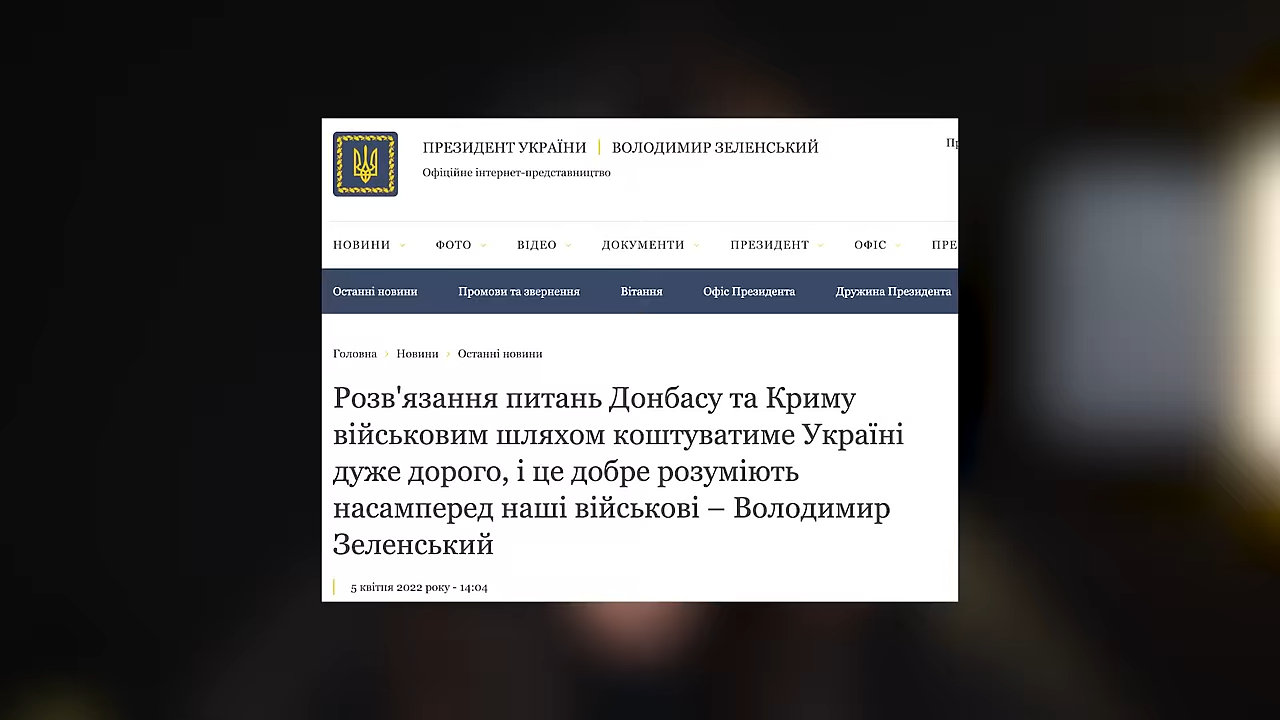 ПРЕЗИДЕНТ УКРАЇНИ | ВОЛОДИМИР ЗЕЛЕНСЬКИЙ
Пр
Офіційне інтернет-представництво
НОВИНИ ФОТО ВІДЕО ДОКУМЕНТИ ПРЕЗИДЕНТ ОФІС ПРЕ
Останні новини Промови та звернення Вітання Офіс Президента Дружина Президента
Головна › Новини › Останні новини
Розв'язання питань Донбасу та Криму
військовим шляхом коштуватиме Україні
дуже дорого, і це добре розуміють
насамперед наші військові – Володимир
Зеленський
5 квітня 2022 року - 14:04